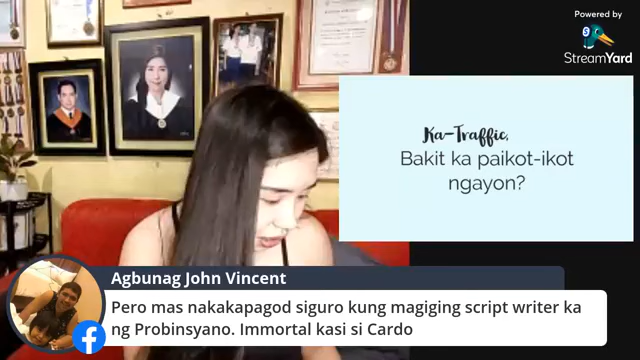 Powered by
StreamYard
Ka-Traffic,
Bakit ka paikot-ikot
ngayon?
Agbunag John Vincent
Pero mas nakakapagod siguro kung magiging script writer ka
ng Probinsyano. Immortal kasi si Cardo